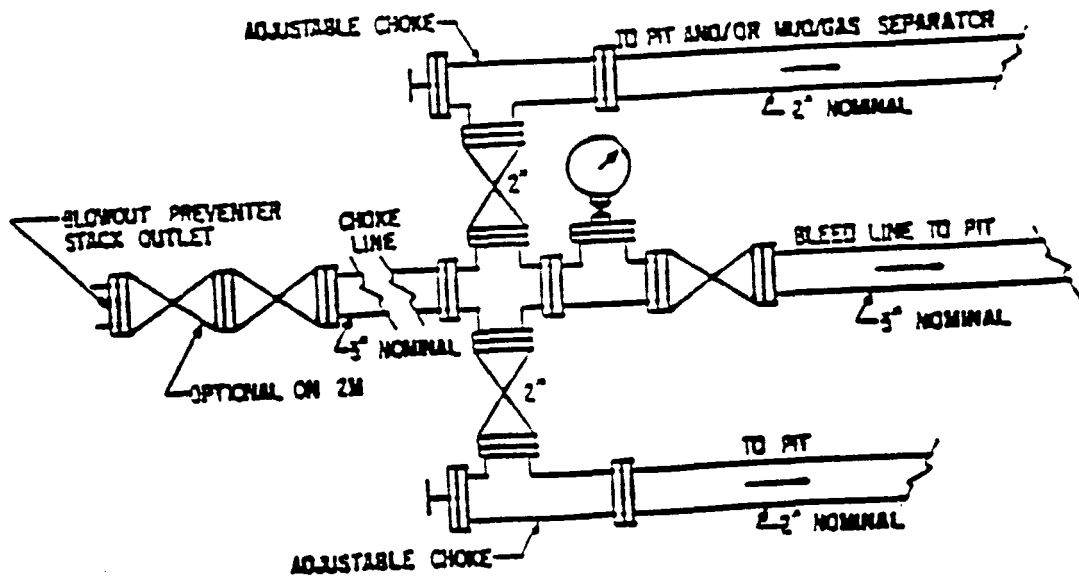 ADJUSTABLE CHOKE
TO PIT AND/OR MUD/GAS SEPARATOR
2" NOMINAL
2"
BLOWOUT PREVENTER
STACK OUTLET
CHOKE
LINE
BLEED LINE TO PIT
3" NOMINAL
3" NOMINAL
OPTIONAL ON 2M
2"
TO PIT
2" NOMINAL
ADJUSTABLE CHOKE